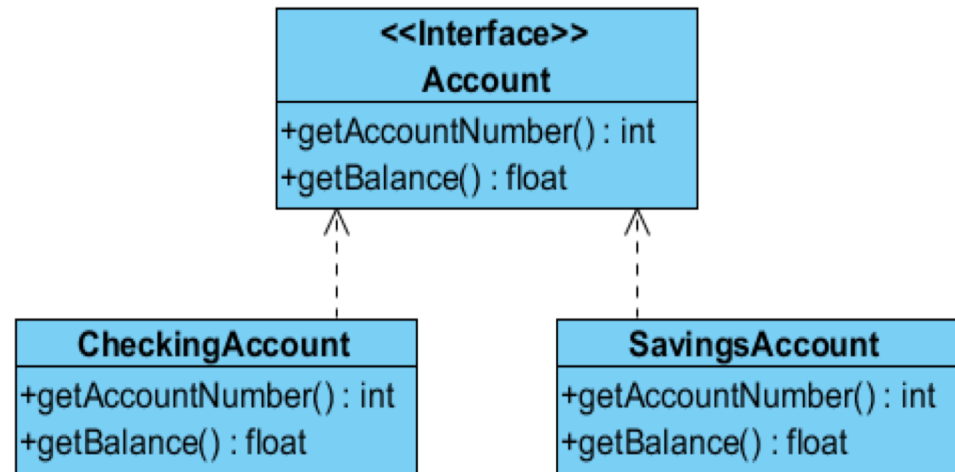 <<Interface>>
Account
+getAccountNumber() : int
+getBalance() : float
CheckingAccount
+getAccountNumber() : int
+getBalance() : float
SavingsAccount
+getAccountNumber() : int
+getBalance() : float